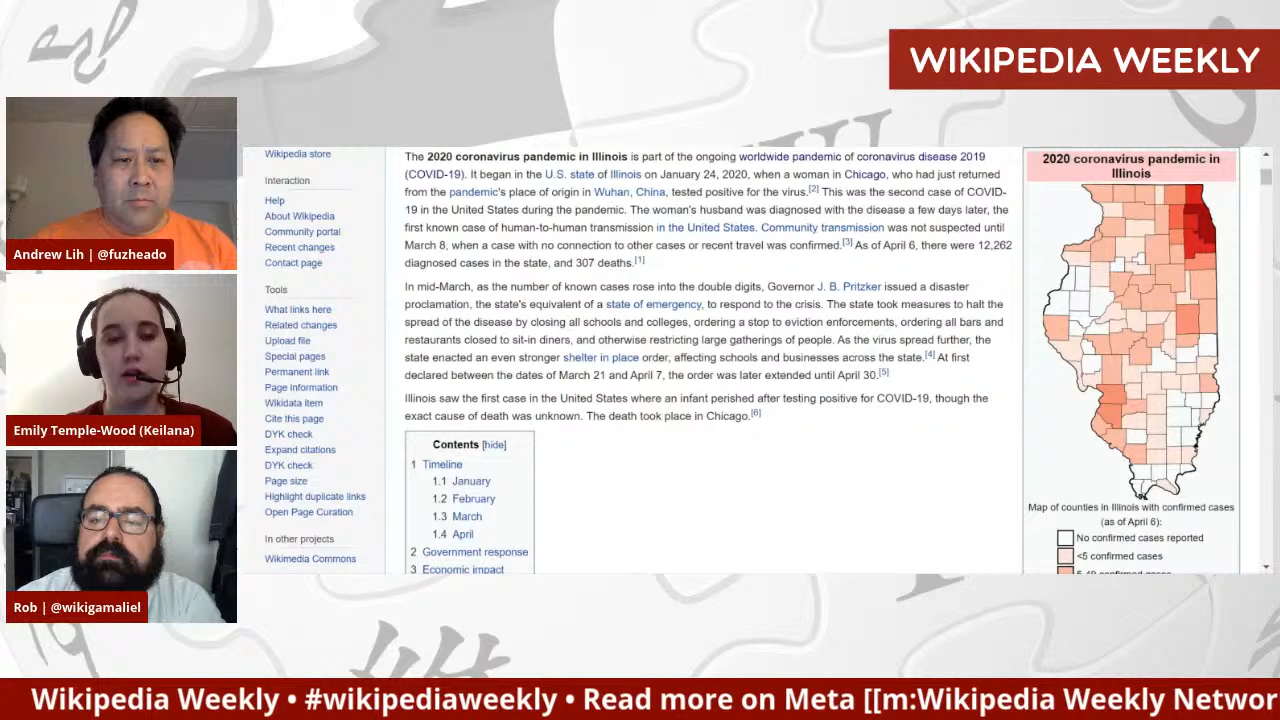 WIKIPEDIA WEEKLY
Andrew Lih | @fuzheado
Emily Temple-Wood (Keilana)
Rob | @wikigamaliel
Wikipedia store
Interaction
Help
About Wikipedia
Community portal
Recent changes
Contact page
Tools
What links here
Related changes
Upload file
Special pages
Permanent link
Page information
Wikidata item
Cite this page
DYK check
Expand citations
DYK check
Page size
Highlight duplicate links
Open Page Curation
In other projects
Wikimedia Commons
The 2020 coronavirus pandemic in Illinois is part of the ongoing worldwide pandemic of coronavirus disease 2019
(COVID-19). It began in the U.S. state of Illinois on January 24, 2020, when a woman in Chicago, who had just returned
from the pandemic's place of origin in Wuhan, China, tested positive for the virus.[2] This was the second case of COVID-
19 in the United States during the pandemic. The woman's husband was diagnosed with the disease a few days later, the
first known case of human-to-human transmission in the United States. Community transmission was not suspected until
March 8, when a case with no connection to other cases or recent travel was confirmed.[3] As of April 6, there were 12,262
diagnosed cases in the state, and 307 deaths.[1]
In mid-March, as the number of known cases rose into the double digits, Governor J. B. Pritzker issued a disaster
proclamation, the state's equivalent of a state of emergency, to respond to the crisis. The state took measures to halt the
spread of the disease by closing all schools and colleges, ordering a stop to eviction enforcements, ordering all bars and
restaurants closed to sit-in diners, and otherwise restricting large gatherings of people. As the virus spread further, the
state enacted an even stronger shelter in place order, affecting schools and businesses across the state.[4] At first
declared between the dates of March 21 and April 7, the order was later extended until April 30.[5]
Illinois saw the first case in the United States where an infant perished after testing positive for COVID-19, though the
exact cause of death was unknown. The death took place in Chicago.[6]
Contents [hide]
1 Timeline
1.1 January
1.2 February
1.3 March
1.4 April
2 Government response
3 Economic impact
2020 coronavirus pandemic in
Illinois
Map of counties in Illinois with confirmed cases
(as of April 6):
No confirmed cases reported
<5 confirmed cases
5-49 confirmed cases
Wikipedia Weekly • #wikipediaweekly • Read more on Meta [[m:Wikipedia Weekly Networ